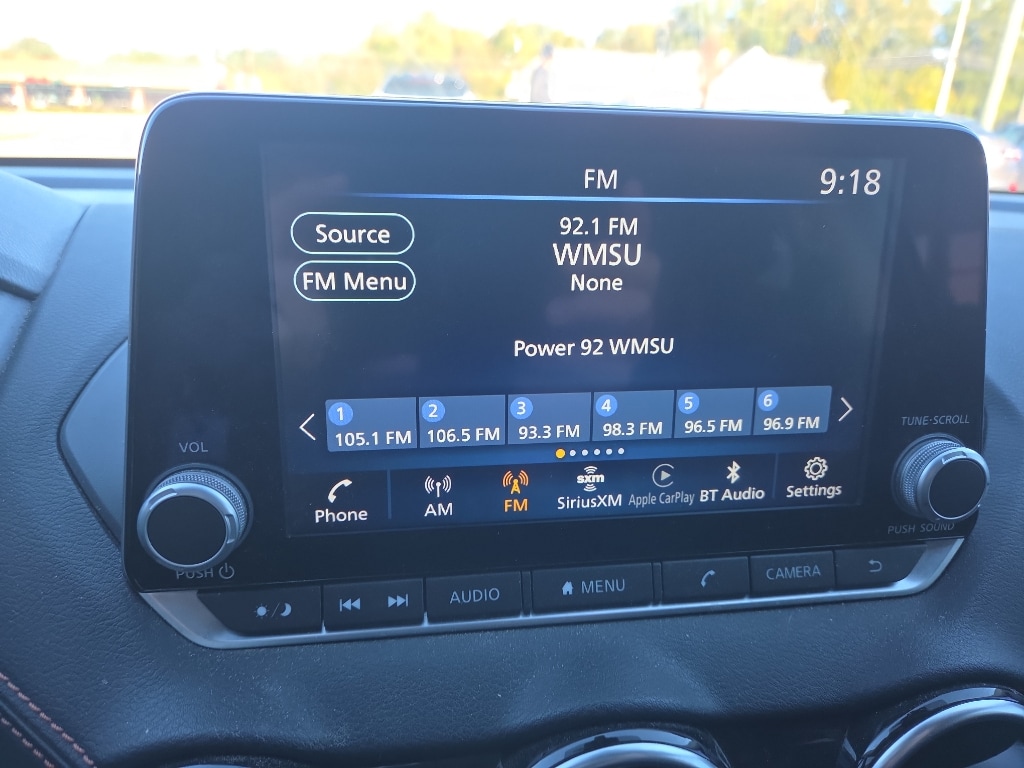 FM
9:18
Source
FM Menu
92.1 FM
WMSU
None
Power 92 WMSU
1
105.1 FM
2
106.5 FM
3
93.3 FM
4
98.3 FM
5
96.5 FM
6
96.9 FM
Phone
AM
FM
sxm
SiriusXM
Apple CarPlay
BT Audio
Settings
VOL
PUSH
TUNE·SCROLL
PUSH SOUND
AUDIO
MENU
CAMERA